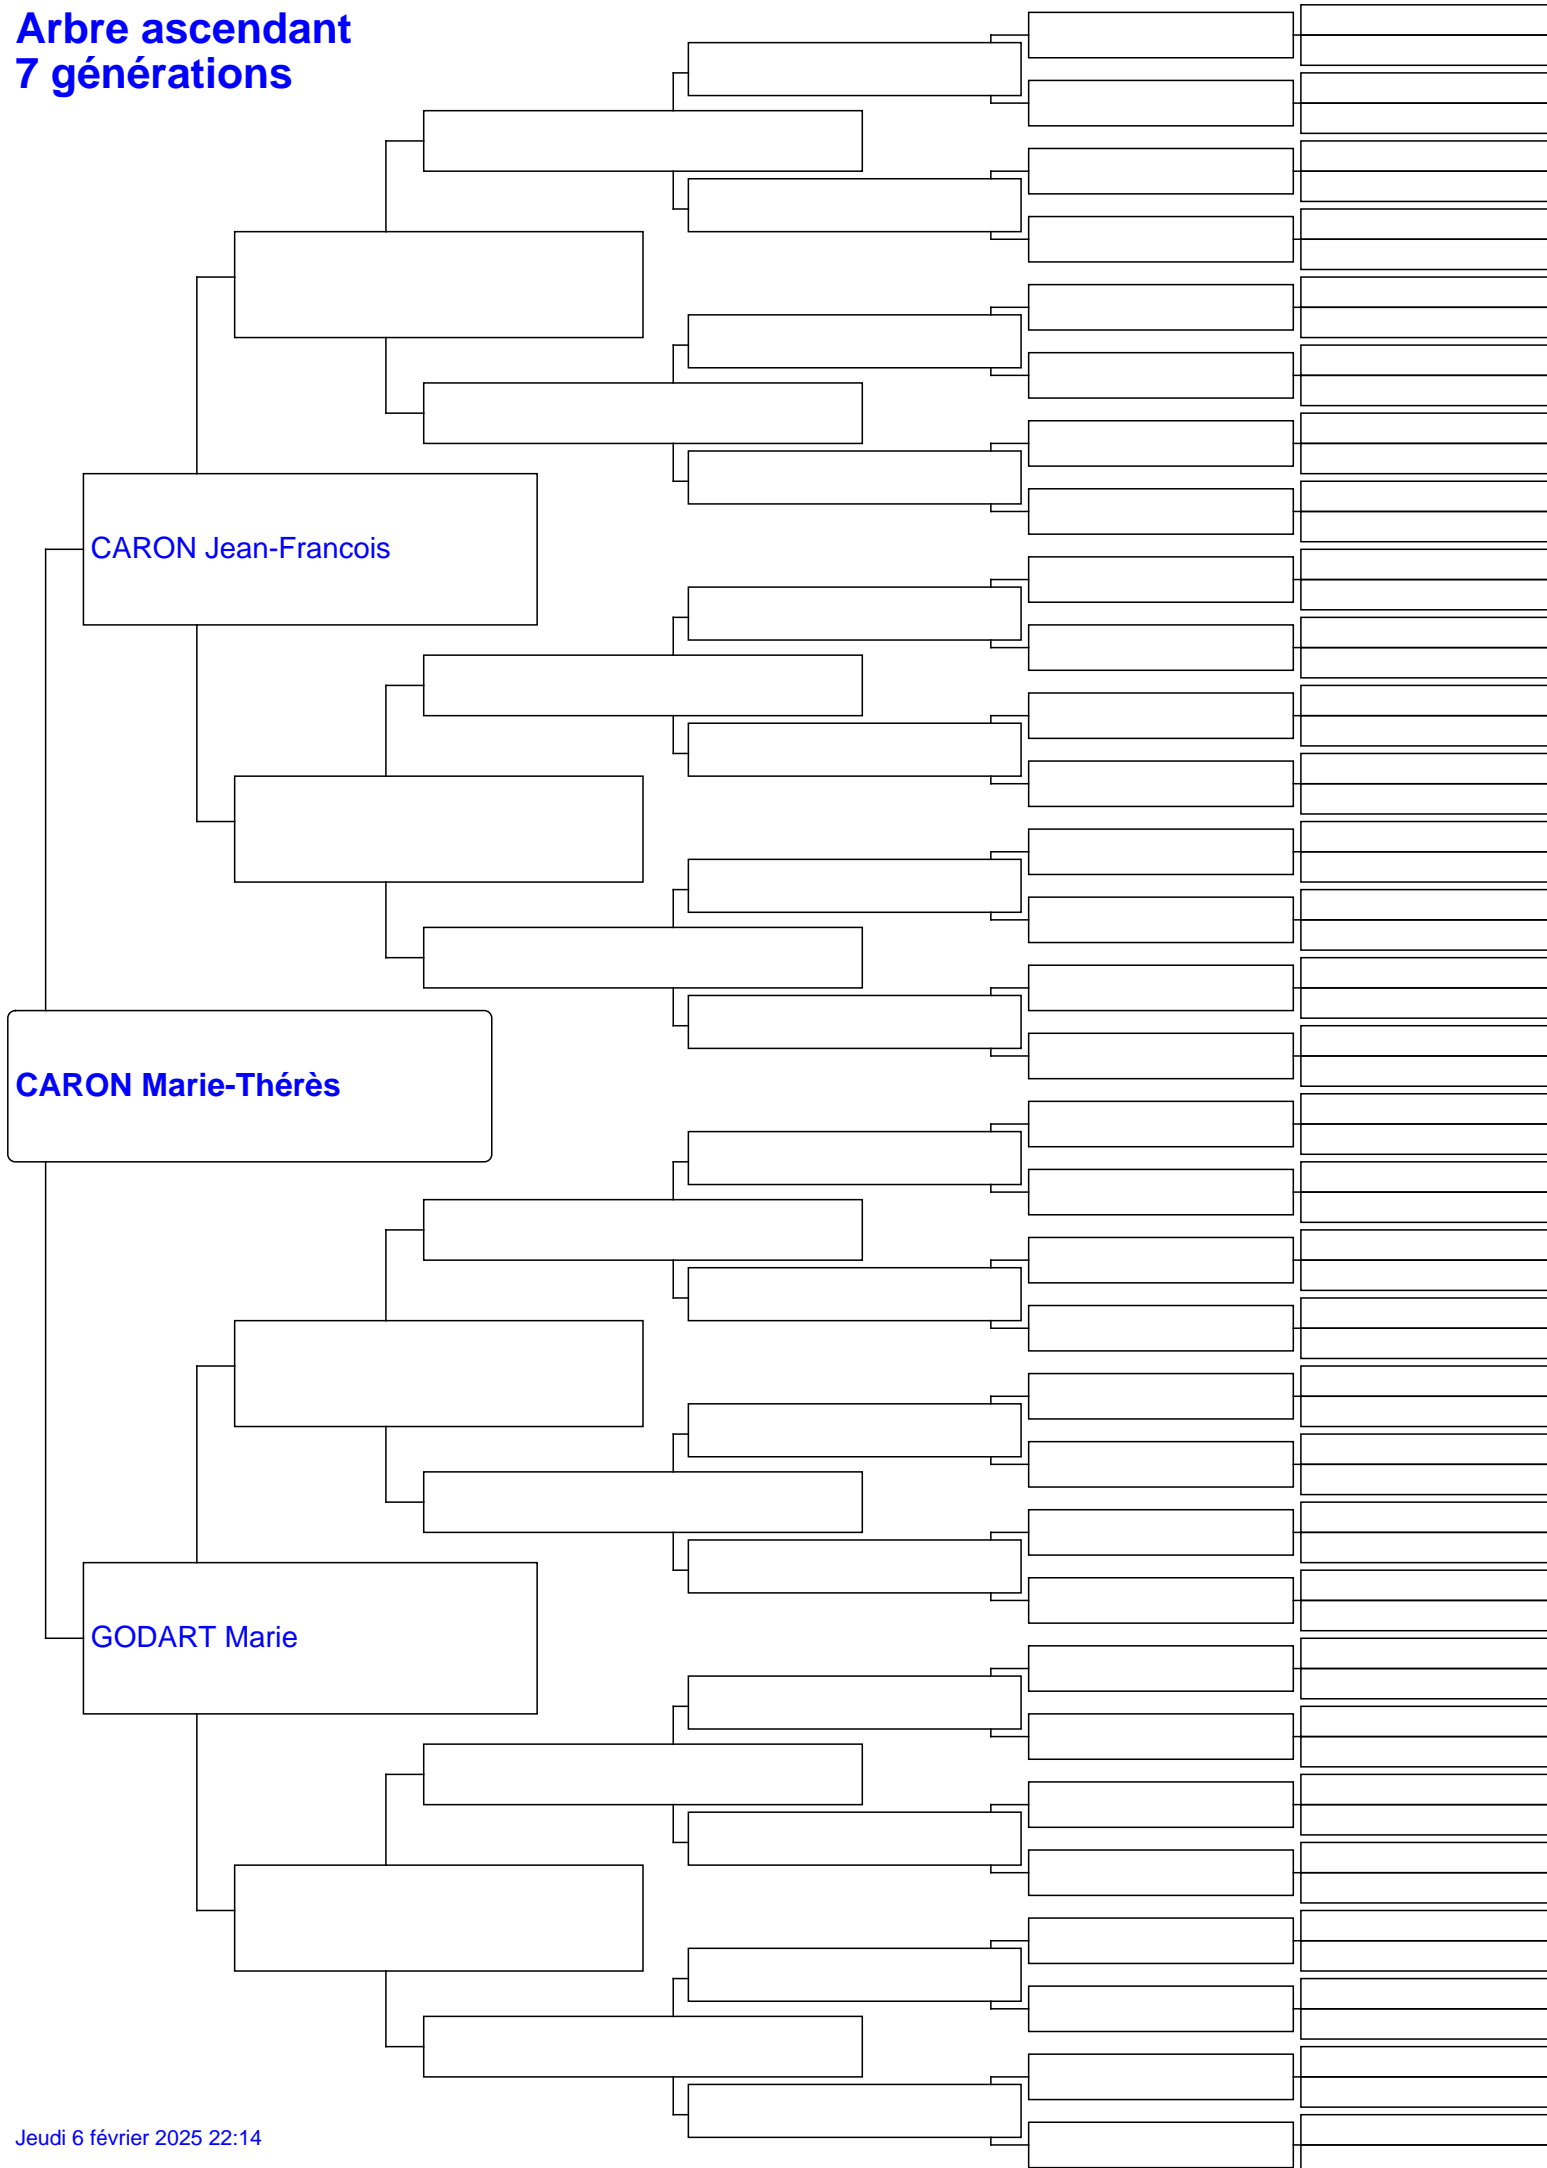 Arbre ascendant
7 générations
CARON Jean-Francois
CARON Marie-Thérès
GODART Marie
Jeudi 6 février 2025 22:14